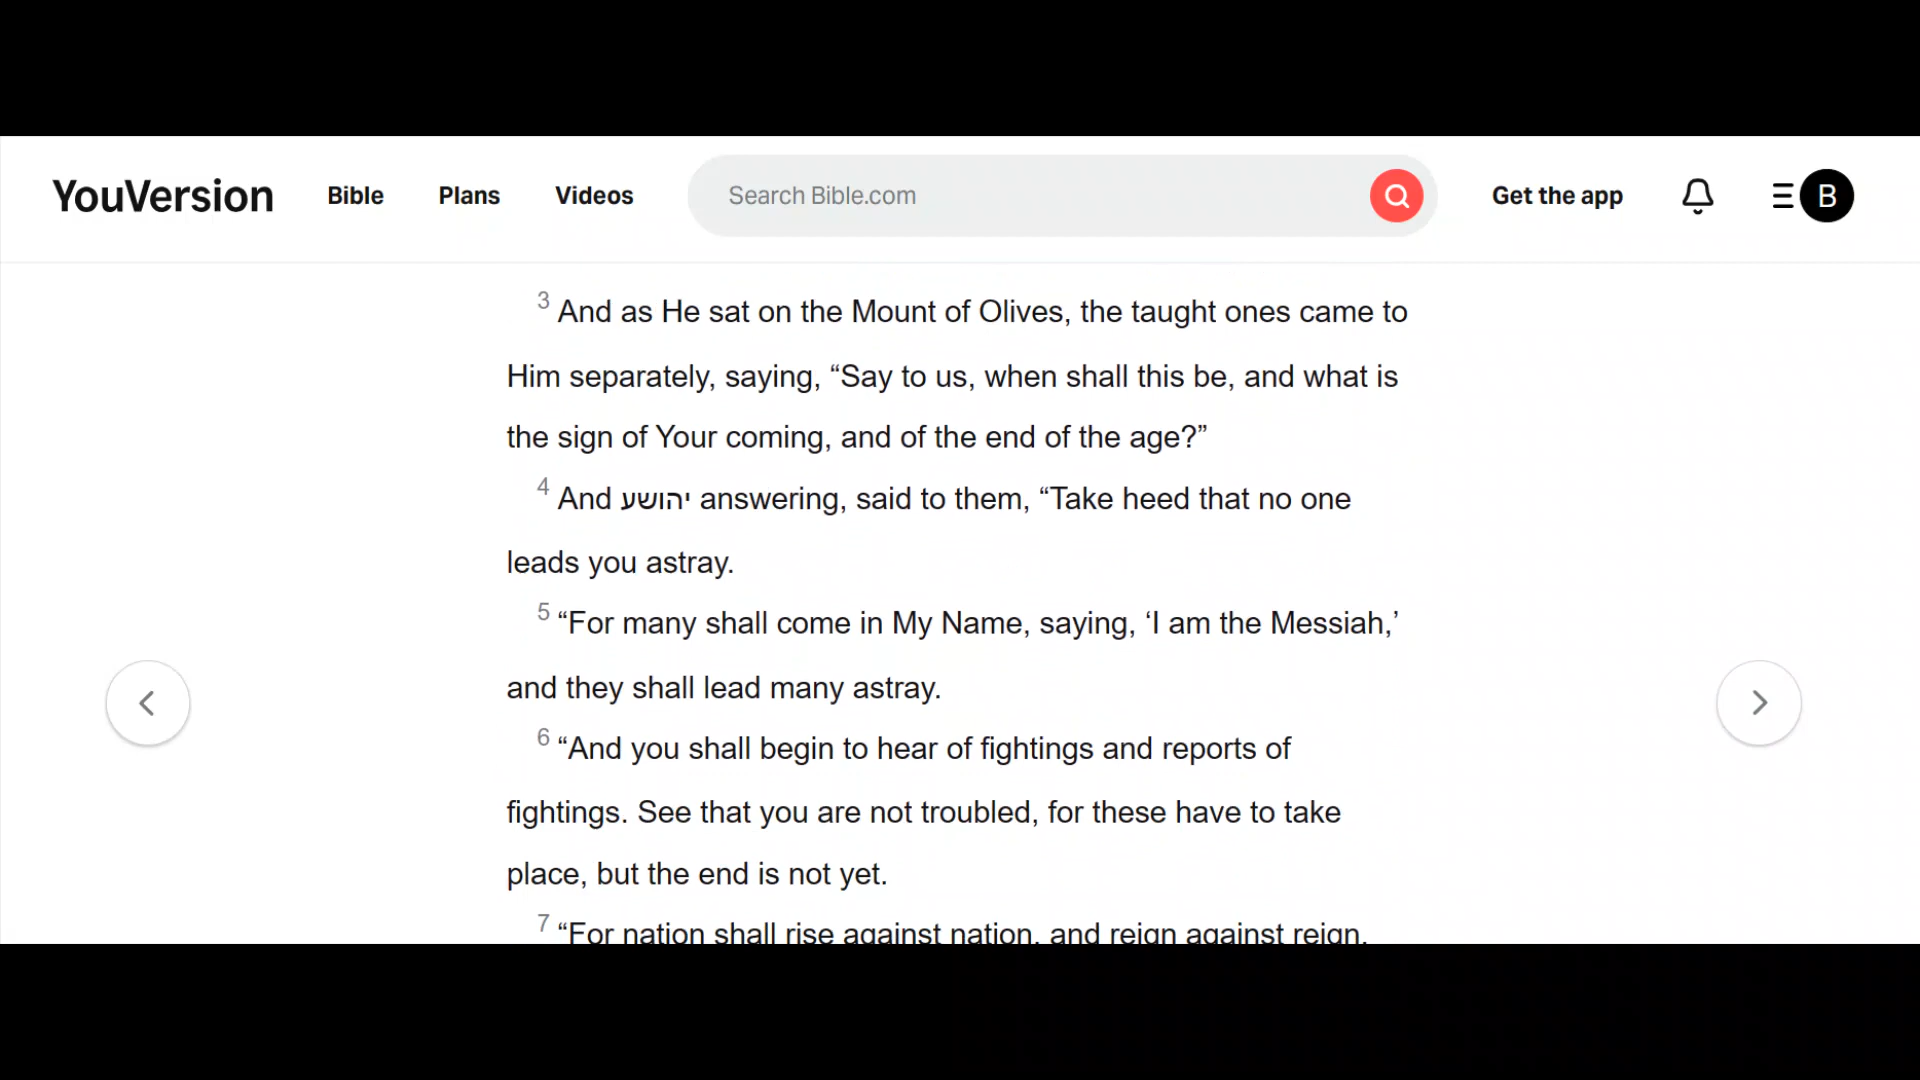 YouVersion Bible Plans Videos Search Bible.com Get the app B
3 And as He sat on the Mount of Olives, the taught ones came to
Him separately, saying, “Say to us, when shall this be, and what is
the sign of Your coming, and of the end of the age?”
4 And יהושע answering, said to them, “Take heed that no one
leads you astray.
5 “For many shall come in My Name, saying, ‘I am the Messiah,’
and they shall lead many astray.
6 “And you shall begin to hear of fightings and reports of
fightings. See that you are not troubled, for these have to take
place, but the end is not yet.
7 “For nation shall rise against nation, and reign against reign.